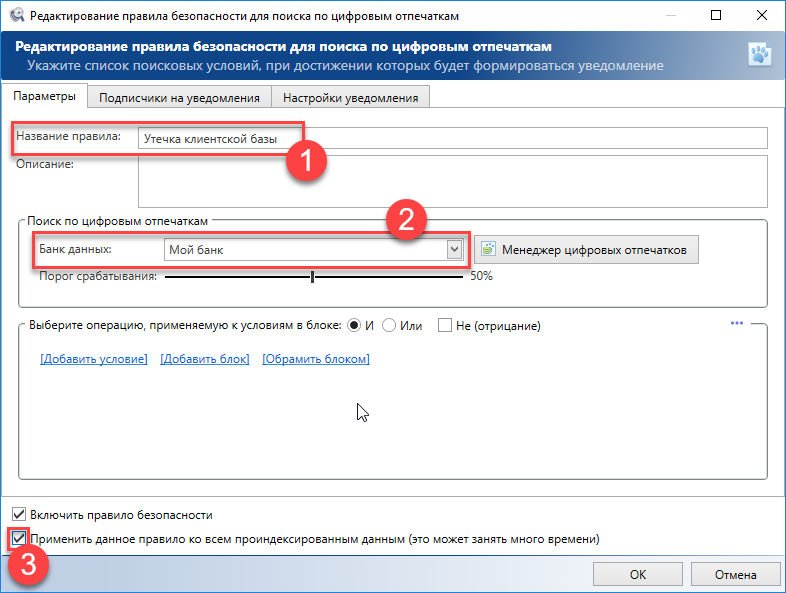 Редактирование правила безопасности для поиска по цифровым отпечаткам
Редактирование правила безопасности для поиска по цифровым отпечаткам
Укажите список поисковых условий, при достижении которых будет формироваться уведомление
Параметры Подписчики на уведомления Настройки уведомления
Название правила: Утечка клиентской базы
1
Описание:
2
Поиск по цифровым отпечаткам
Банк данных: Мой банк Менеджер цифровых отпечатков
Порог срабатывания: 50%
Выберите операцию, применяемую к условиям в блоке: И Или Не (отрицание) ...
[Добавить условие] [Добавить блок] [Обрамить блоком]
Включить правило безопасности
Применить данное правило ко всем проиндексированным данным (это может занять много времени)
3
ОК Отмена